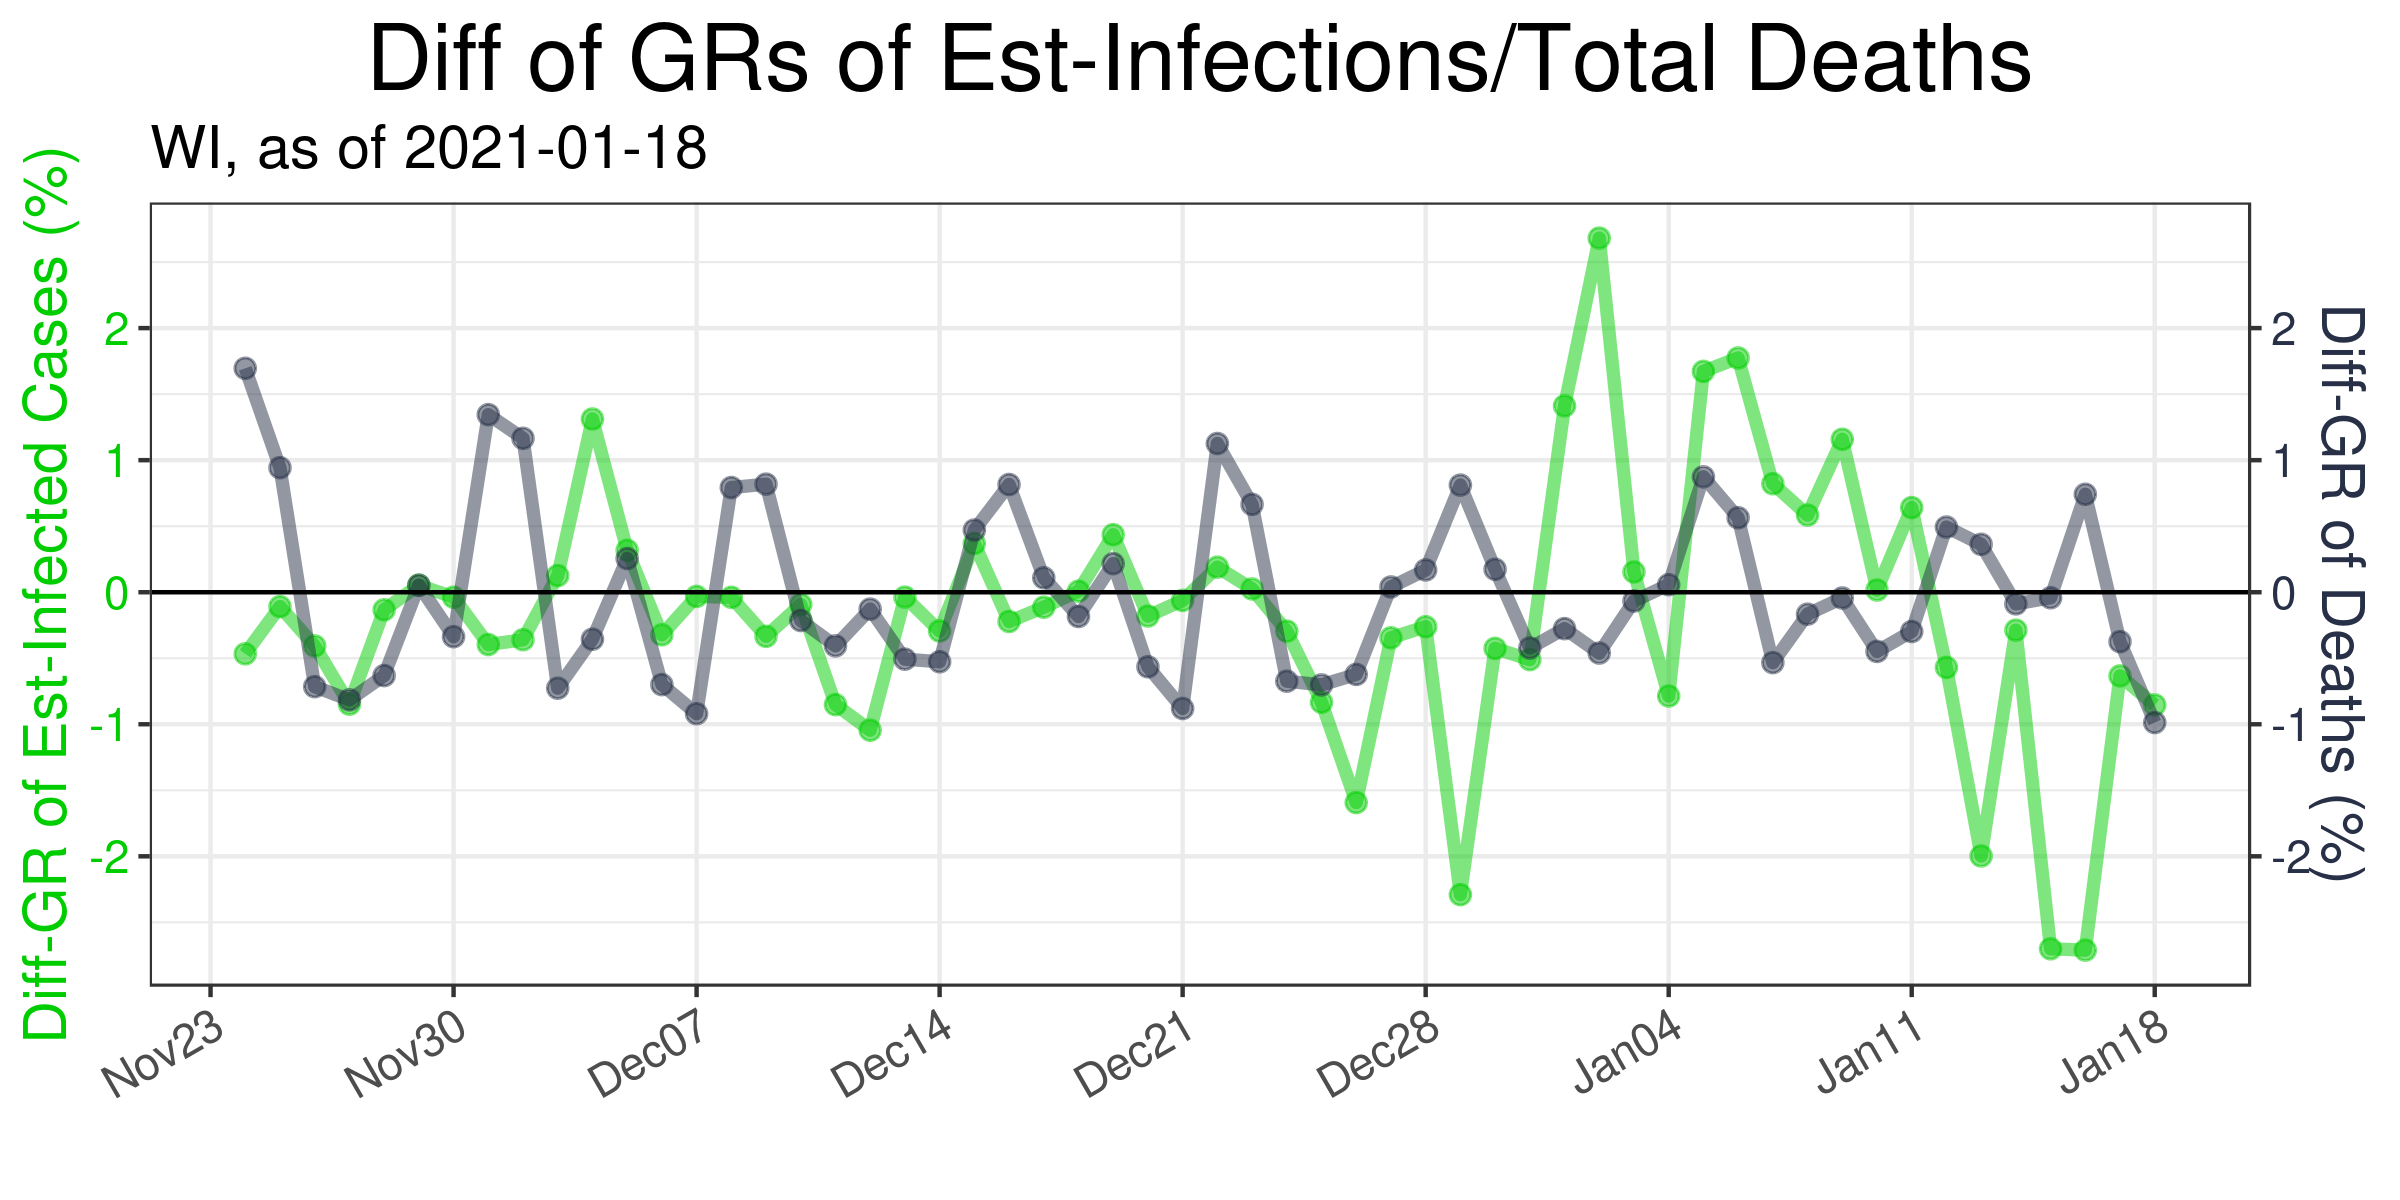 Diff of GRs of Est-Infections/Total Deaths
WI, as of 2021-01-18
Diff-GR of Est-Infected Cases (%)
2
1
0
-1
-2
2
1
0
-1
-2
Diff-GR of Deaths (%)
Nov23
Nov30
Dec07
Dec14
Dec21
Dec28
Jan04
Jan11
Jan18